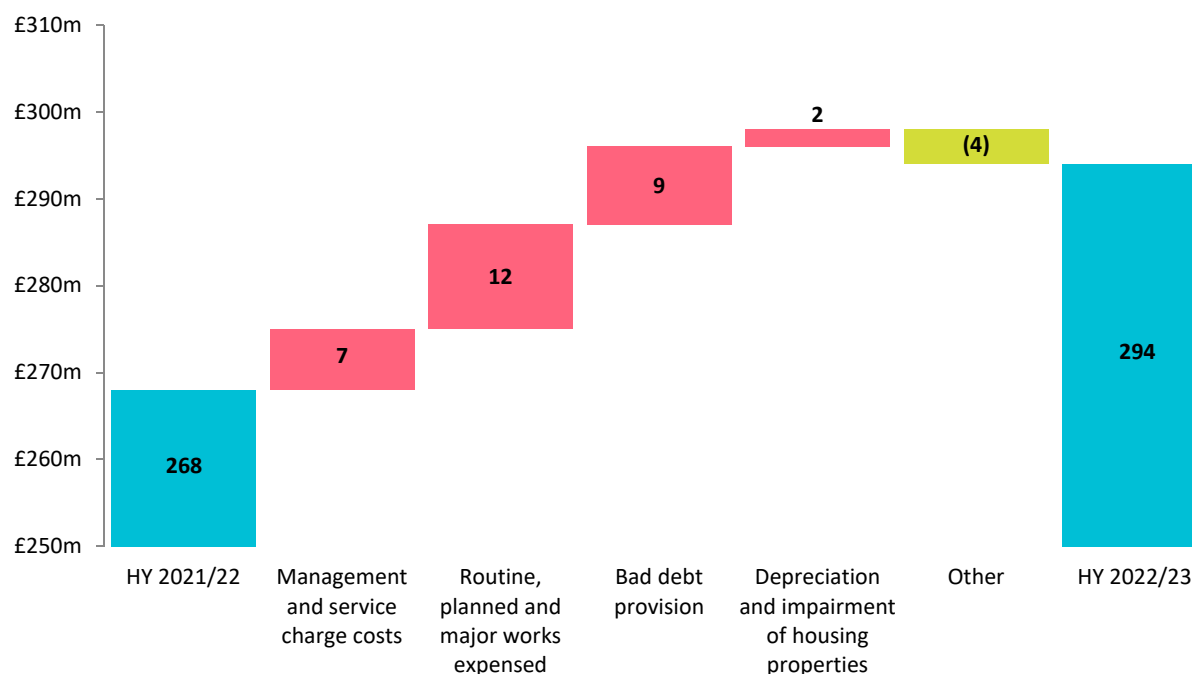 £310m
£300m
£290m
£280m
£270m
£260m
£250m
268
7
12
9
2
(4)
294
HY 2021/22
Management
and service
charge costs
Routine,
planned and
major works
expensed
Bad debt
provision
Depreciation
and impairment
of housing
properties
Other
HY 2022/23